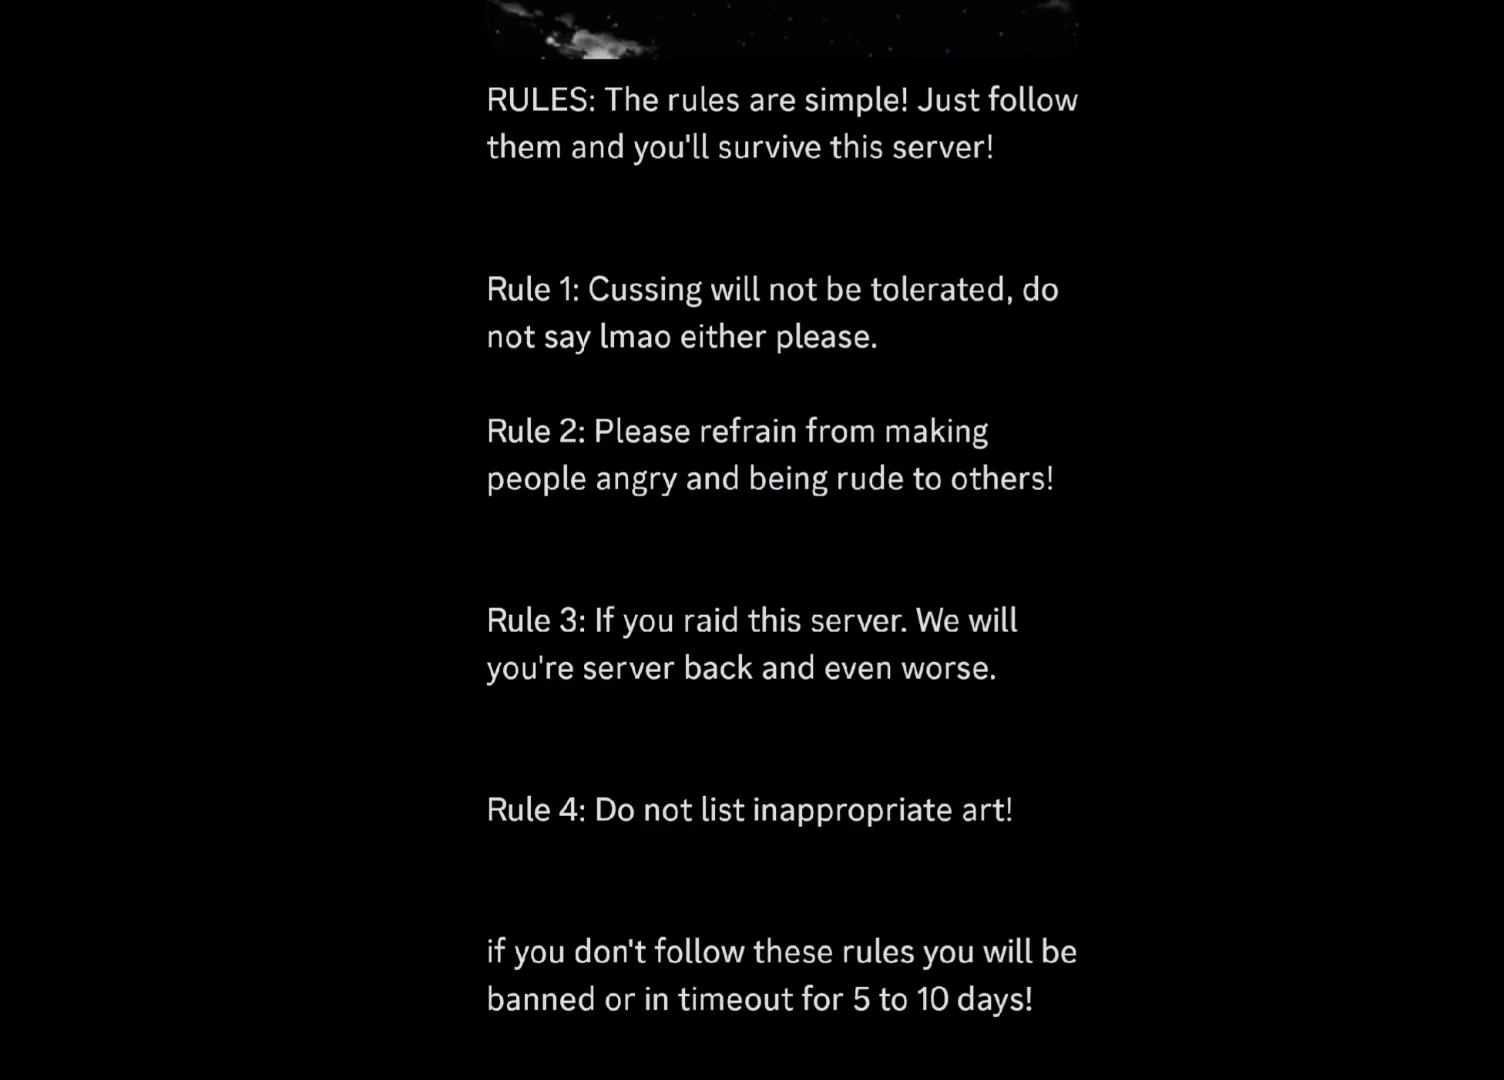 RULES: The rules are simple! Just follow
them and you'll survive this server!
Rule 1: Cussing will not be tolerated, do
not say lmao either please.
Rule 2: Please refrain from making
people angry and being rude to others!
Rule 3: If you raid this server. We will
you're server back and even worse.
Rule 4: Do not list inappropriate art!
if you don't follow these rules you will be
banned or in timeout for 5 to 10 days!